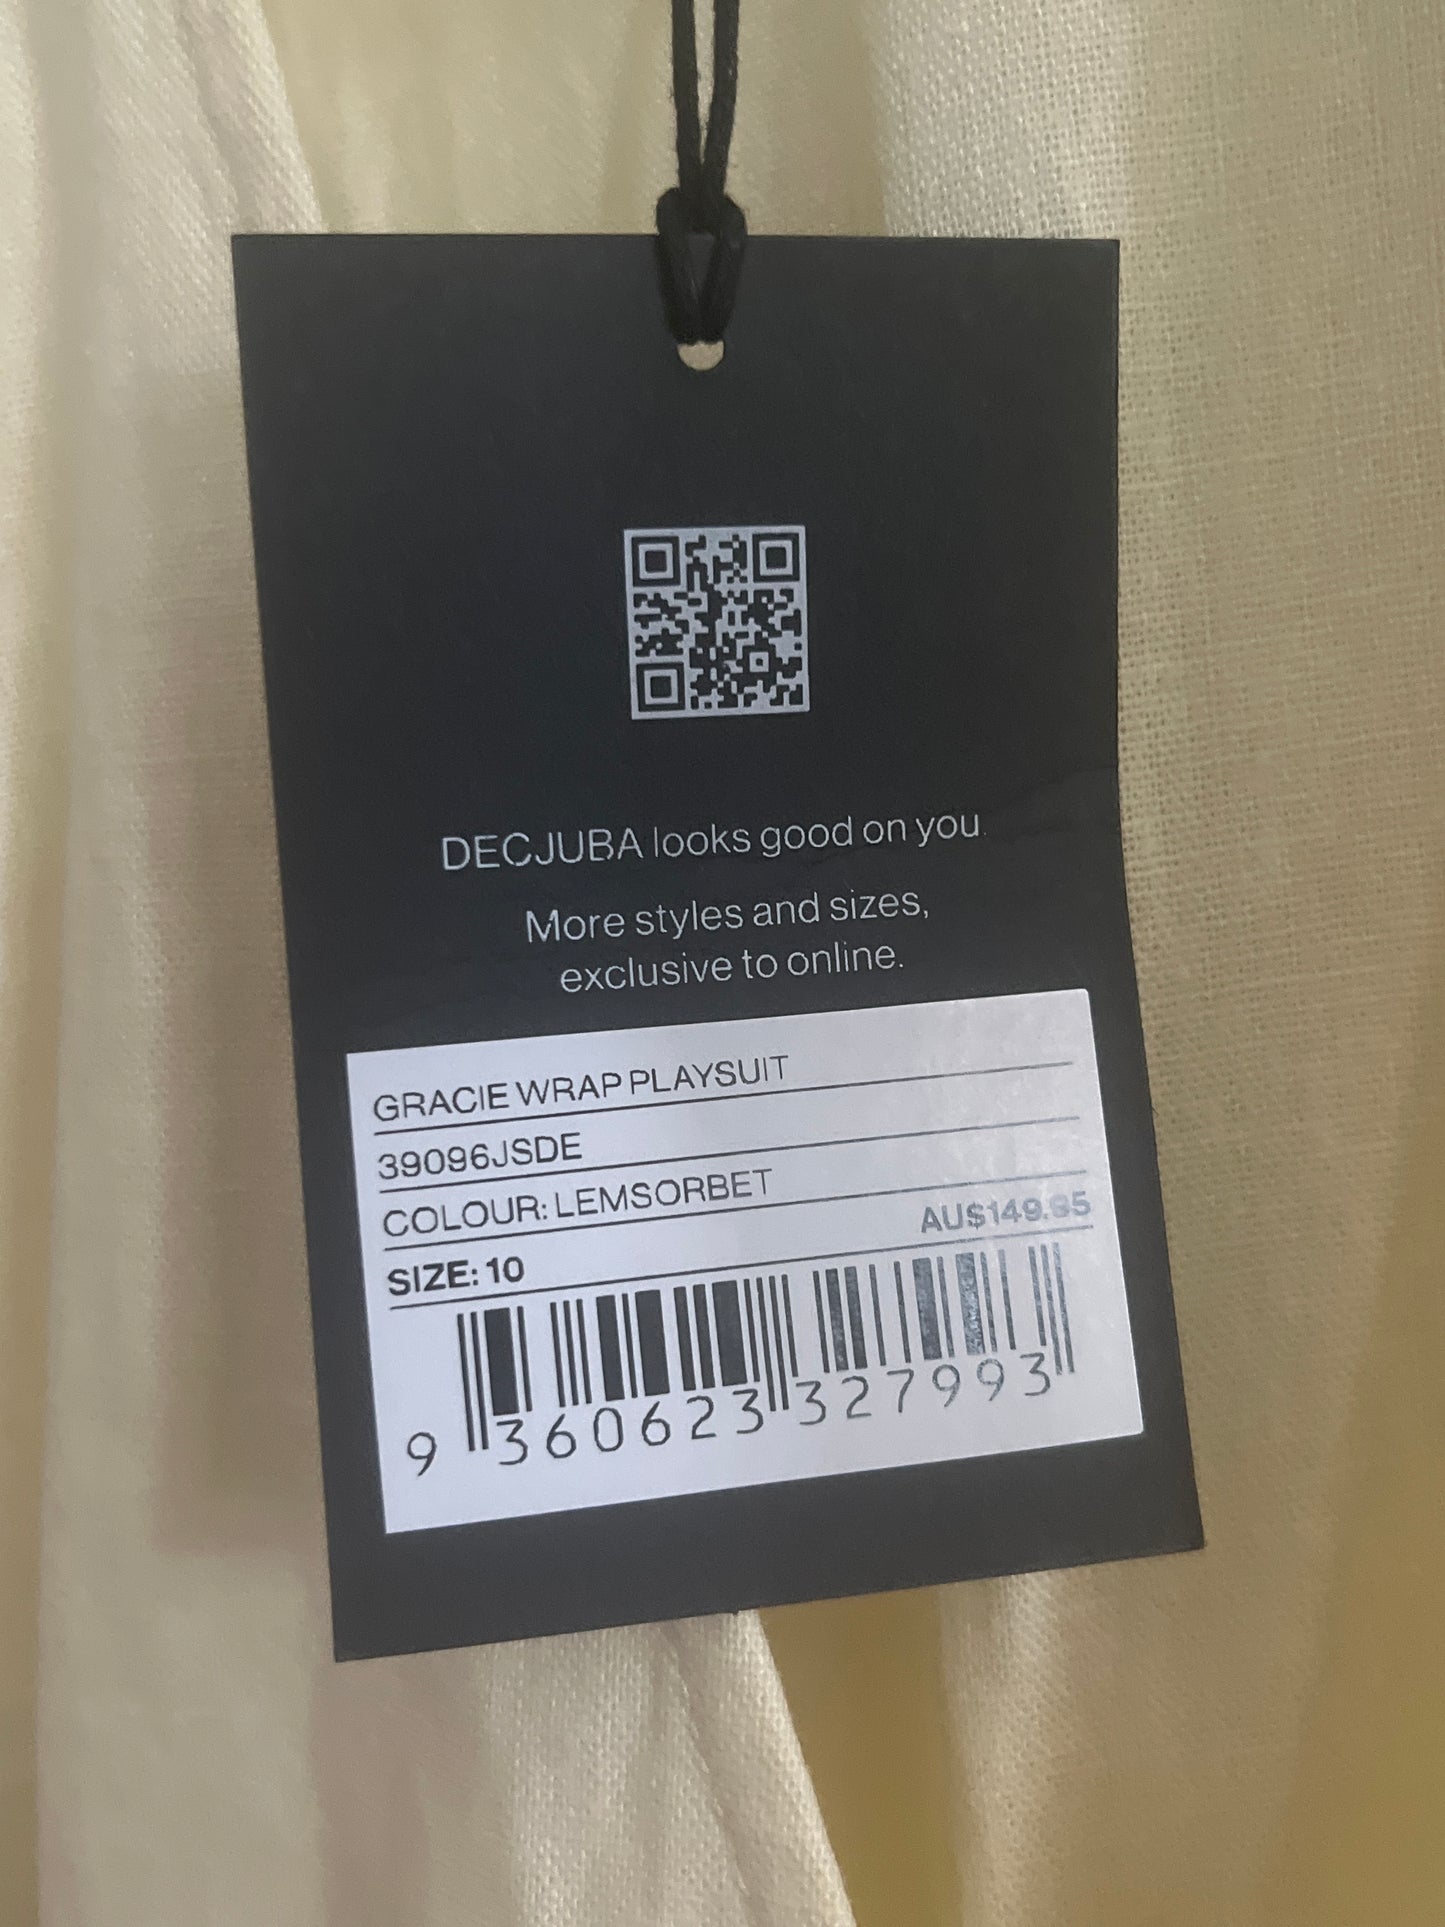 DECJUBA looks good on you.
More styles and sizes,
exclusive to online.
GRACIE WRAP PLAYSUIT
39096JSDE
COLOUR: LEMSORBET
AU$149.95
SIZE: 10
9 360623 327993